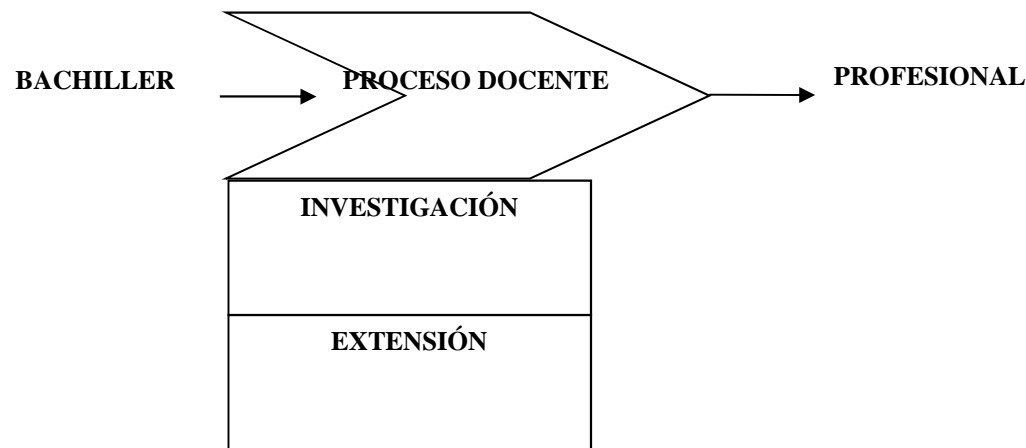 BACHILLER
PROCESO DOCENTE
PROFESIONAL
INVESTIGACIÓN
EXTENSIÓN